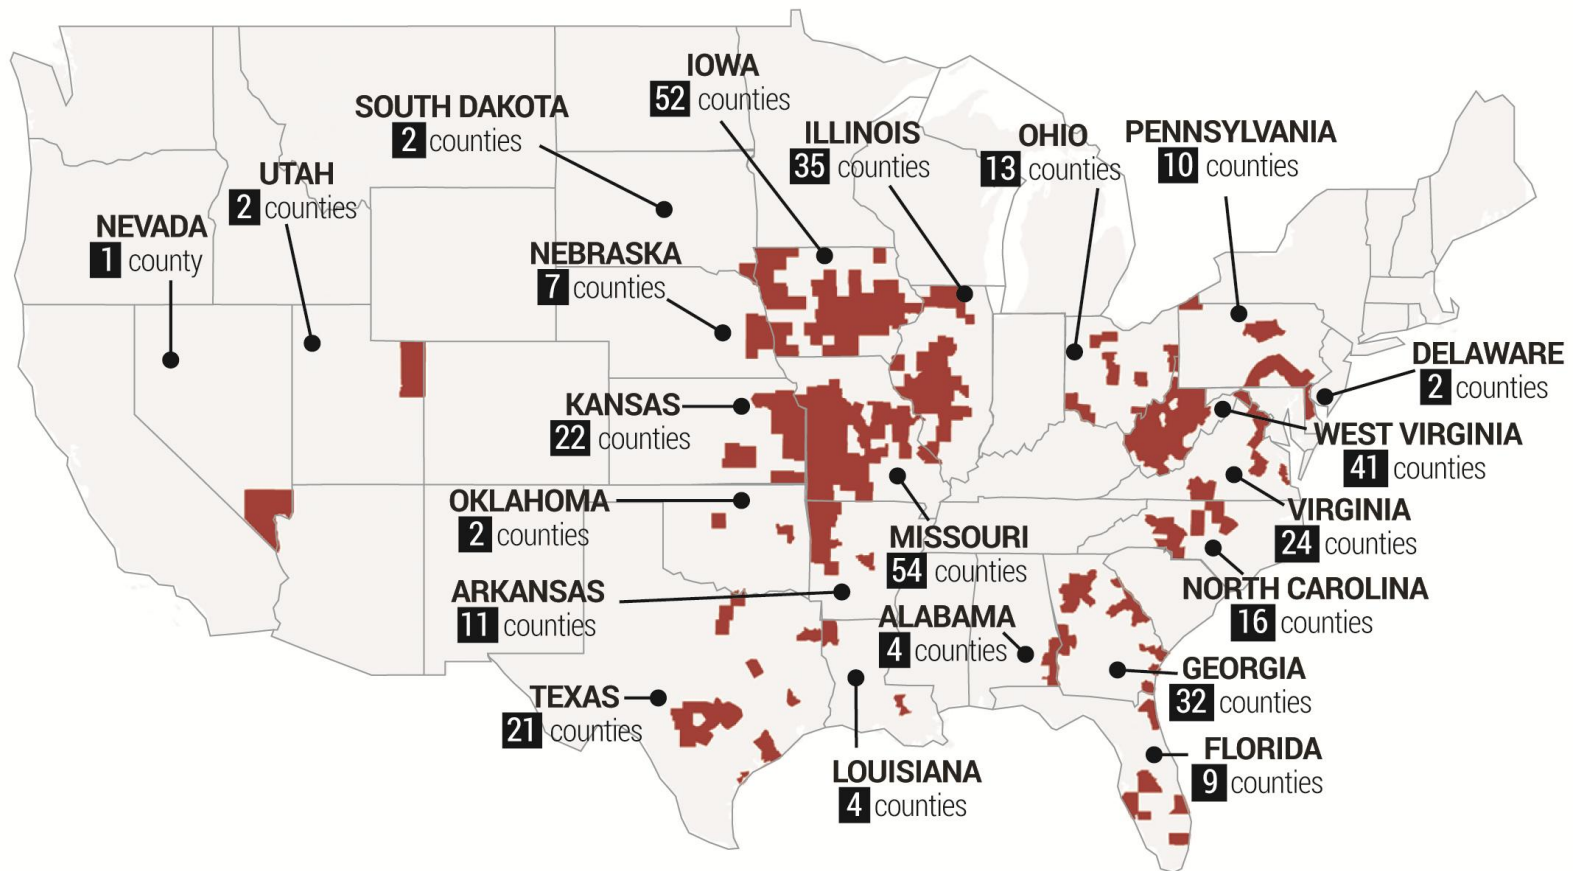 IOWA
52 counties
SOUTH DAKOTA
2 counties
ILLINOIS
35 counties
OHIO
13 counties
PENNSYLVANIA
10 counties
UTAH
2 counties
NEVADA
1 county
NEBRASKA
7 counties
DELAWARE
2 counties
KANSAS
22 counties
WEST VIRGINIA
41 counties
OKLAHOMA
2 counties
VIRGINIA
24 counties
MISSOURI
54 counties
ARKANSAS
11 counties
NORTH CAROLINA
16 counties
ALABAMA
4 counties
GEORGIA
32 counties
TEXAS
21 counties
FLORIDA
9 counties
LOUISIANA
4 counties